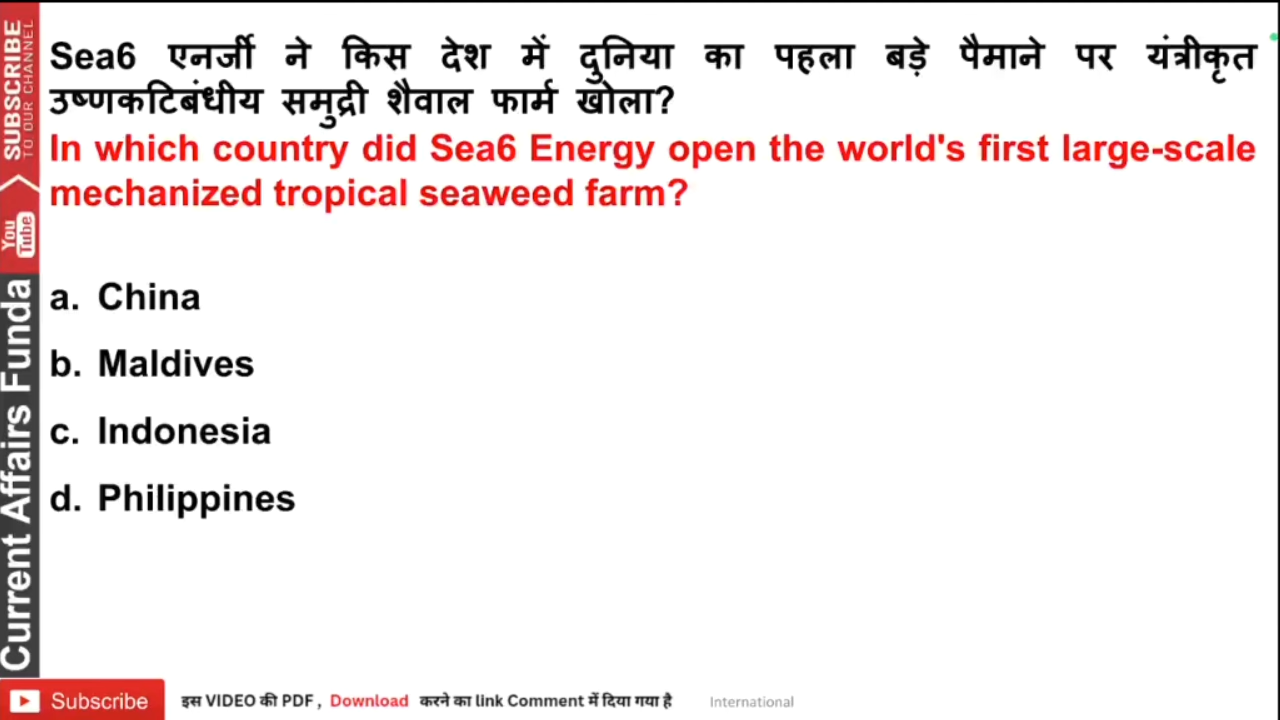 Sea6 एनर्जी ने किस देश में दुनिया का पहला बड़े पैमाने पर यंत्रीकृत
उष्णकटिबंधीय समुद्री शैवाल फार्म खोला?
In which country did Sea6 Energy open the world's first large-scale
mechanized tropical seaweed farm?
a. China
b. Maldives
c. Indonesia
d. Philippines
SUBSCRIBE
TO OUR CHANNEL
You
Tube
Current Affairs Funda
Subscribe
इस VIDEO की PDF , Download करने का link Comment में दिया गया है
International